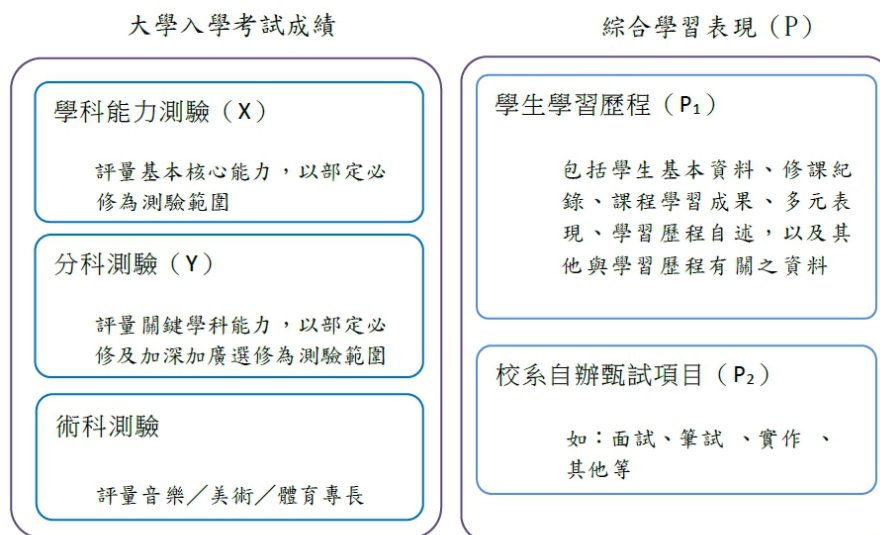 大學入學考試成績
學科能力測驗（X）
評量基本核心能力，以部定必
修為測驗範圍
分科測驗（Y）
評量關鍵學科能力，以部定必
修及加深加廣選修為測驗範圍
術科測驗
評量音樂／美術／體育專長
綜合學習表現（P）
學生學習歷程（P₁）
包括學生基本資料、修課紀
錄、課程學習成果、多元表
現、學習歷程自述，以及其
他與學習歷程有關之資料
校系自辦甄試項目（P₂）
如：面試、筆試 、實作 、
其他等